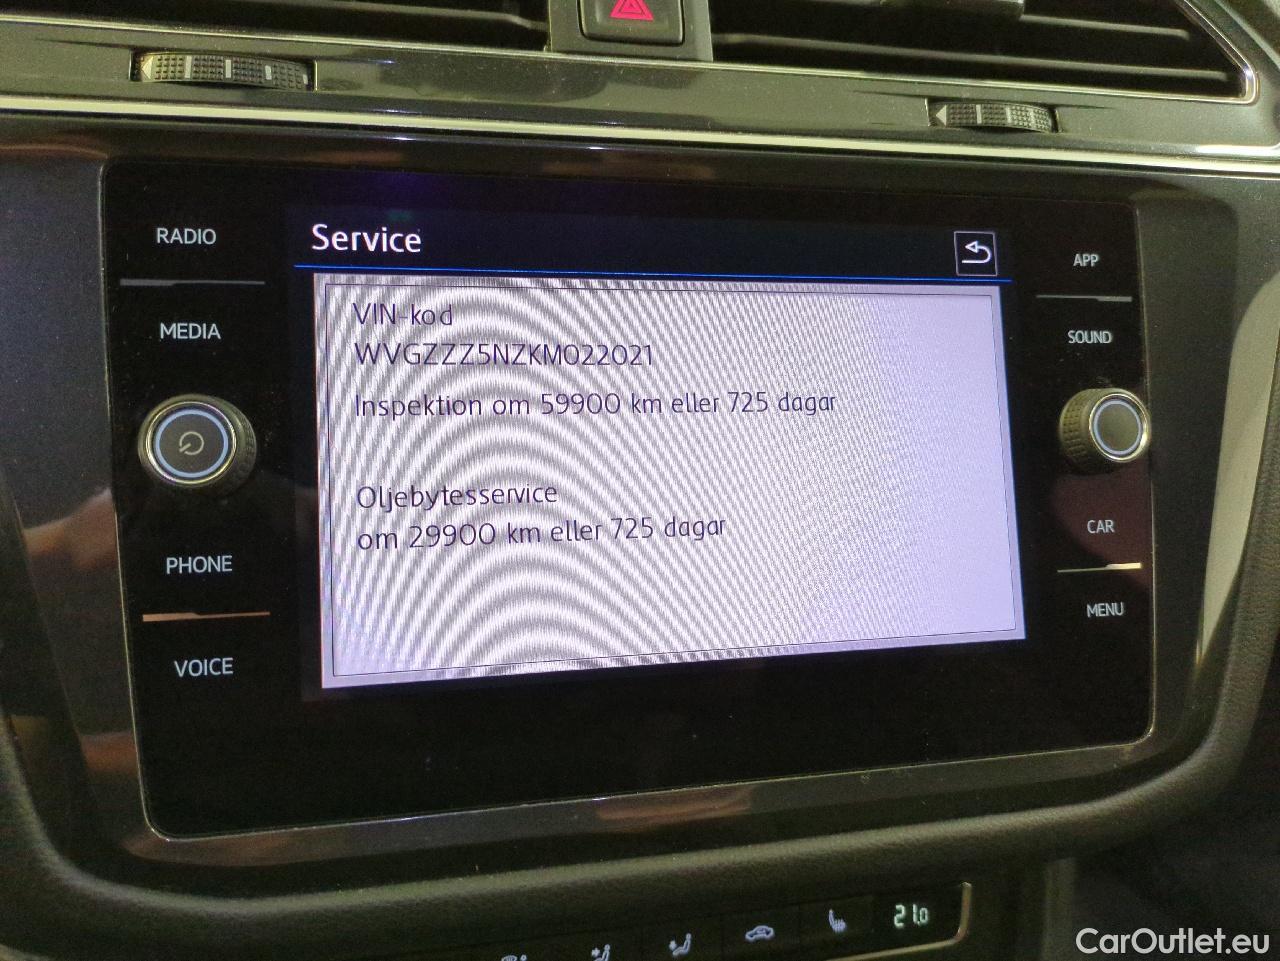 RADIO
MEDIA
PHONE
VOICE
Service
VIN-kod
WVGZZZ5NZKM022021
Inspektion om 59900 km eller 725 dagar
Oljebytesservice
om 29900 km eller 725 dagar
APP
SOUND
CAR
MENU
21.0
CarOutlet.eu